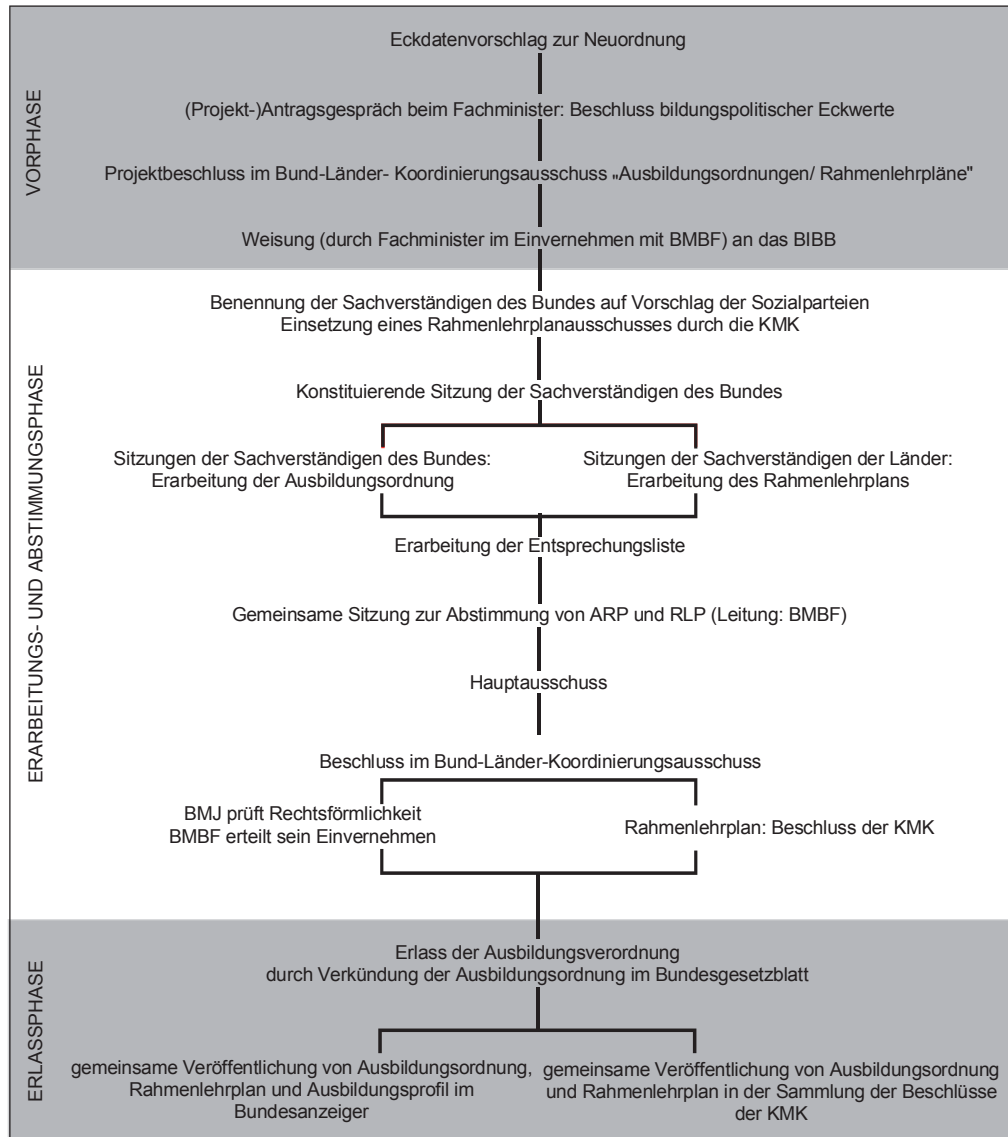 VORPHASE
Eckdatenvorschlag zur Neuordnung
(Projekt-)Antragsgespräch beim Fachminister: Beschluss bildungspolitischer Eckwerte
Projektbeschluss im Bund-Länder- Koordinierungsausschuss „Ausbildungsordnungen/ Rahmenlehrpläne"
Weisung (durch Fachminister im Einvernehmen mit BMBF) an das BIBB
ERARBEITUNGS- UND ABSTIMMUNGSPHASE
Benennung der Sachverständigen des Bundes auf Vorschlag der Sozialparteien
Einsetzung eines Rahmenlehrplanausschusses durch die KMK
Konstituierende Sitzung der Sachverständigen des Bundes
Sitzungen der Sachverständigen des Bundes:
Erarbeitung der Ausbildungsordnung
Sitzungen der Sachverständigen der Länder:
Erarbeitung des Rahmenlehrplans
Erarbeitung der Entsprechungsliste
Gemeinsame Sitzung zur Abstimmung von ARP und RLP (Leitung: BMBF)
Hauptausschuss
Beschluss im Bund-Länder-Koordinierungsausschuss
BMJ prüft Rechtsförmlichkeit
BMBF erteilt sein Einvernehmen
Rahmenlehrplan: Beschluss der KMK
ERLASSPHASE
Erlass der Ausbildungsverordnung
durch Verkündung der Ausbildungsordnung im Bundesgesetzblatt
gemeinsame Veröffentlichung von Ausbildungsordnung,
Rahmenlehrplan und Ausbildungsprofil im
Bundesanzeiger
gemeinsame Veröffentlichung von Ausbildungsordnung
und Rahmenlehrplan in der Sammlung der Beschlüsse
der KMK